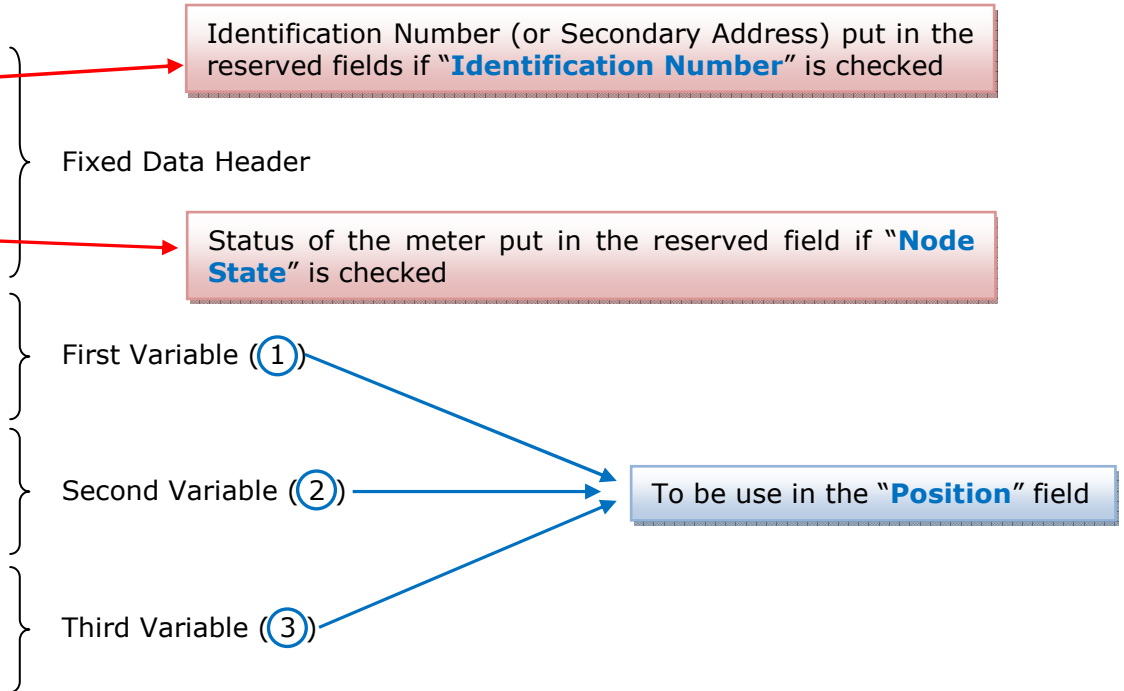 Identification Number (or Secondary Address) put in the
reserved fields if “Identification Number” is checked
Fixed Data Header
Status of the meter put in the reserved field if “Node
State” is checked
First Variable (1)
Second Variable (2)
To be use in the “Position” field
Third Variable (3)